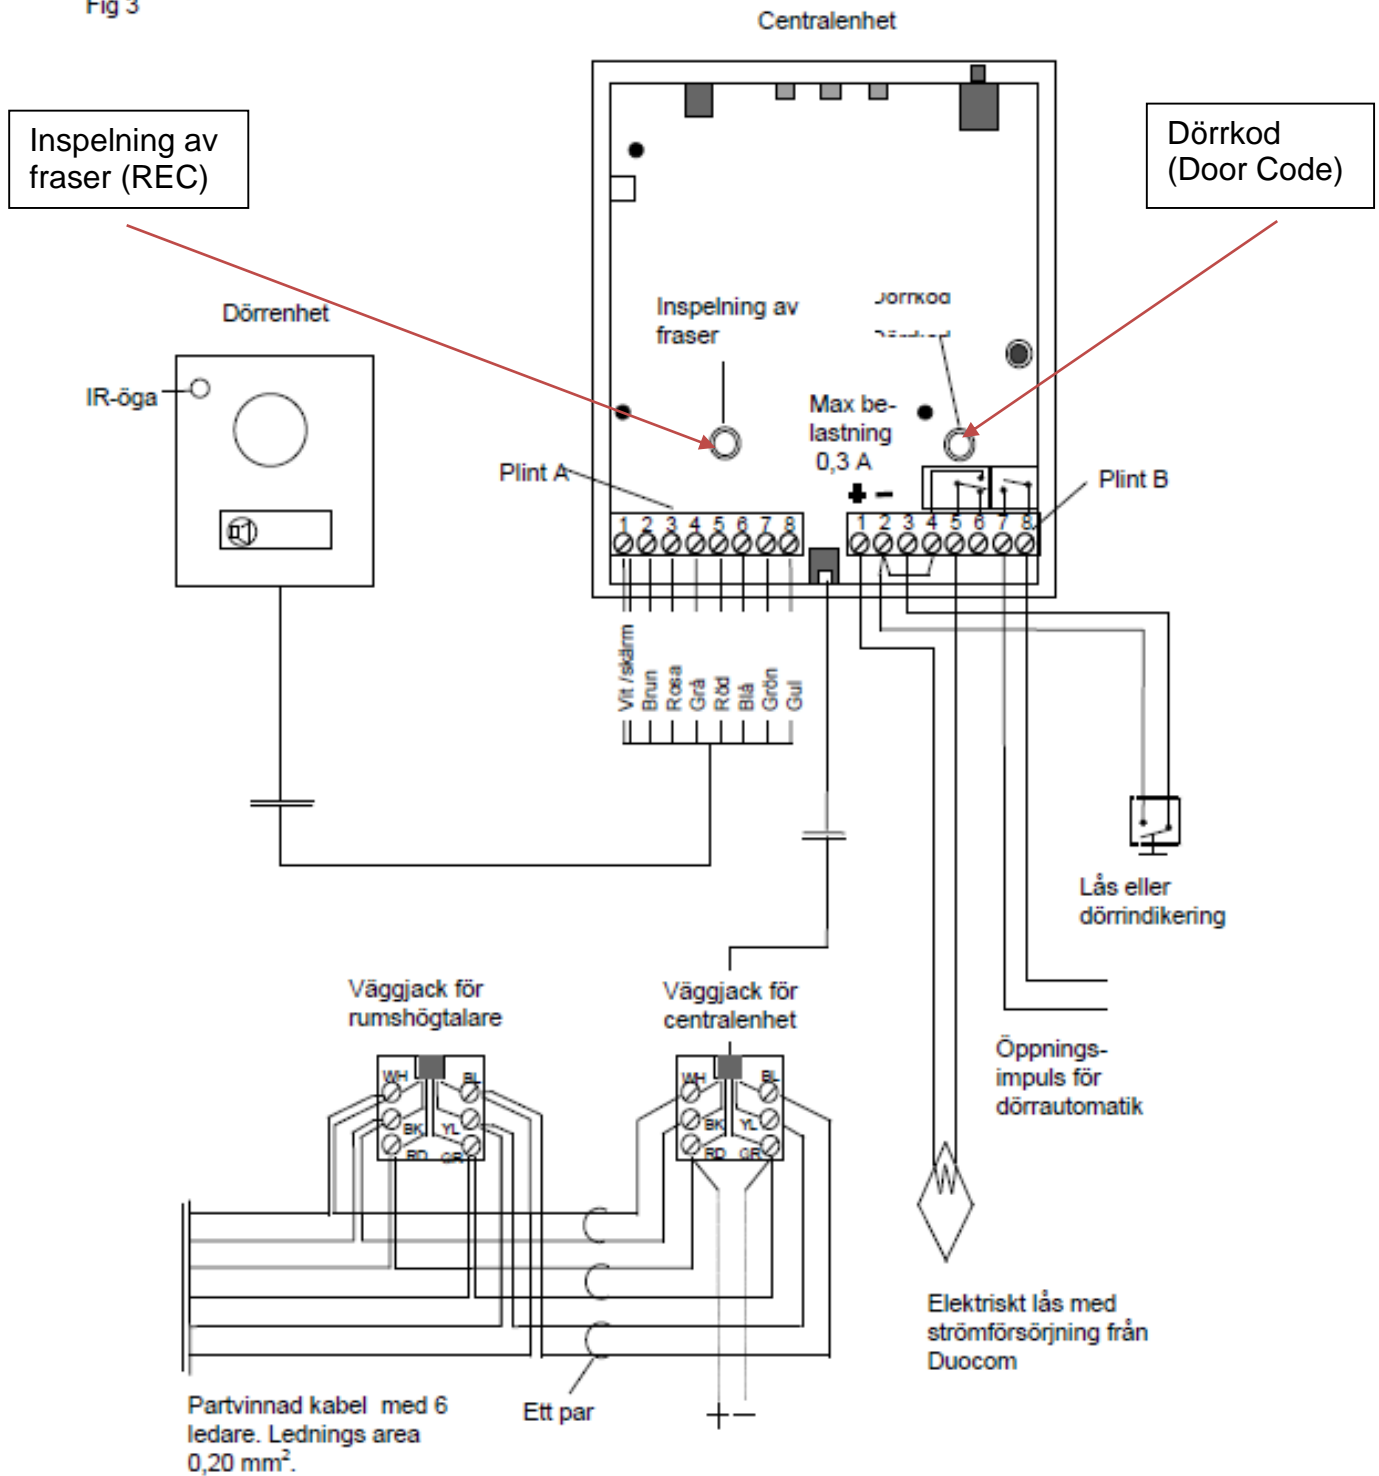 Fig 3
Centralenhet
Inspelning av
fraser (REC)
Dörrkod
(Door Code)
Inspelning av
fraser
Dörrkod
Dörrkod
Dörrenhet
IR-öga
Max be-
lastning
0,3 A
+ -
Plint A
Plint B
1 2 3 4 5 6 7 8
1 2 3 4 5 6 7 8
Vit /skärm
Brun
Rosa
Grå
Röd
Blå
Grön
Gul
Lås eller
dörrindikering
Väggjack för
rumshögtalare
Väggjack för
centralenhet
Öppnings-
impuls för
dörrautomatik
WH BL
BK YL
RD GR
WH BL
BK YL
RD GR
Elektriskt lås med
strömförsörjning från
Duocom
Partvinnad kabel med 6
ledare. Lednings area
0,20 mm².
Ett par
+ -